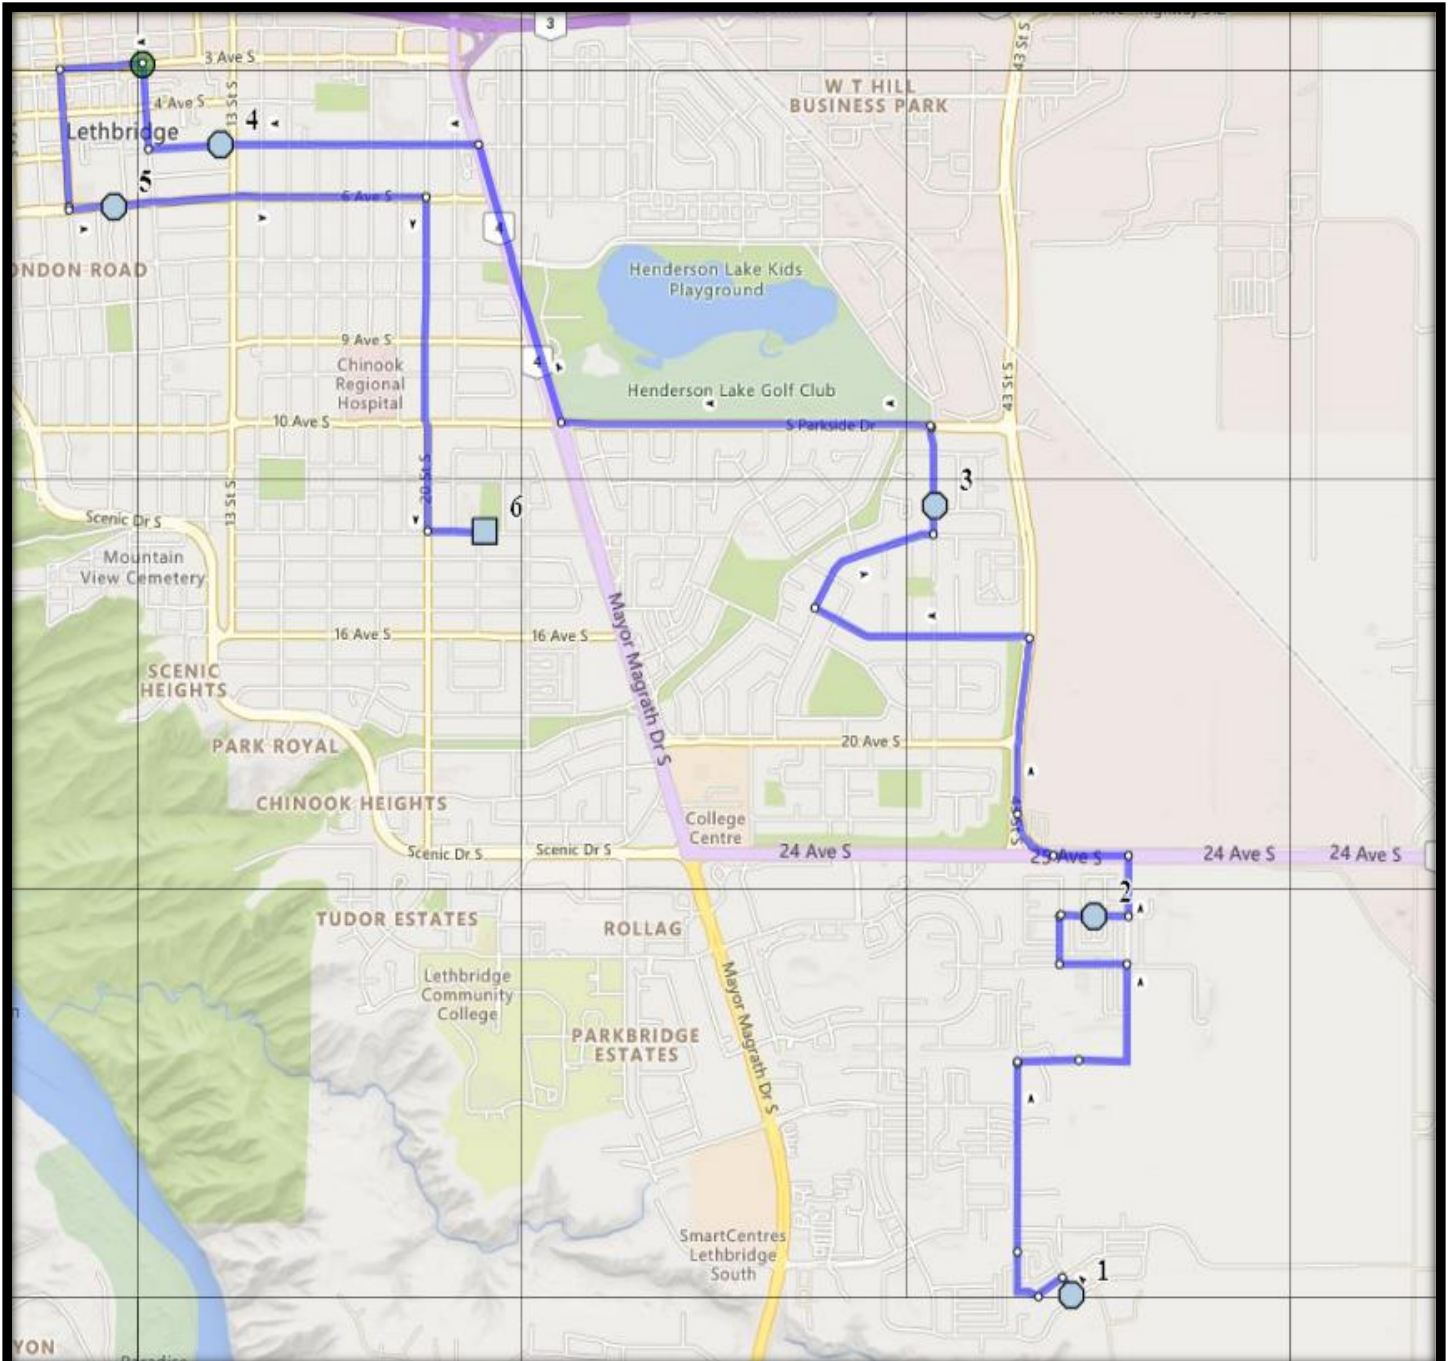 3
43 St S
3 Ave S
W T HILL
BUSINESS PARK
4 Ave S
13 St S
4
Lethbridge
5
6 Ave S
4
ONDON ROAD
Henderson Lake Kids
Playground
9 Ave S
4
Chinook
Regional
Hospital
Henderson Lake Golf Club
43 St S
10 Ave S
S Parkside Dr
20 St S
3
13 St S
6
Scenic Dr S
Mountain
View Cemetery
16 Ave S
16 Ave S
Mayor Magrath Dr S
SCENIC
HEIGHTS
PARK ROYAL
20 Ave S
CHINOOK HEIGHTS
College
Centre
43 St S
Scenic Dr S
Scenic Dr S
24 Ave S
25 Ave S
24 Ave S
24 Ave S
2
TUDOR ESTATES
ROLLAG
Lethbridge
Community
College
Mayor Magrath Dr S
PARKBRIDGE
ESTATES
SmartCentres
Lethbridge
South
1
YON